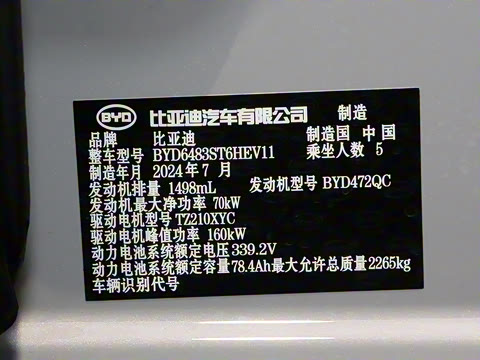 BYD 比亚迪汽车有限公司 制造
品牌 比亚迪 制造国 中国
整车型号 BYD6483ST6HEV11 乘坐人数 5
制造年月 2024年7月
发动机排量 1498mL 发动机型号 BYD472QC
发动机最大净功率 70kW
驱动电机型号 TZ210XYC
驱动电机峰值功率 160kW
动力电池系统额定电压 339.2V
动力电池系统额定容量 78.4Ah 最大允许总质量 2265kg
车辆识别代号